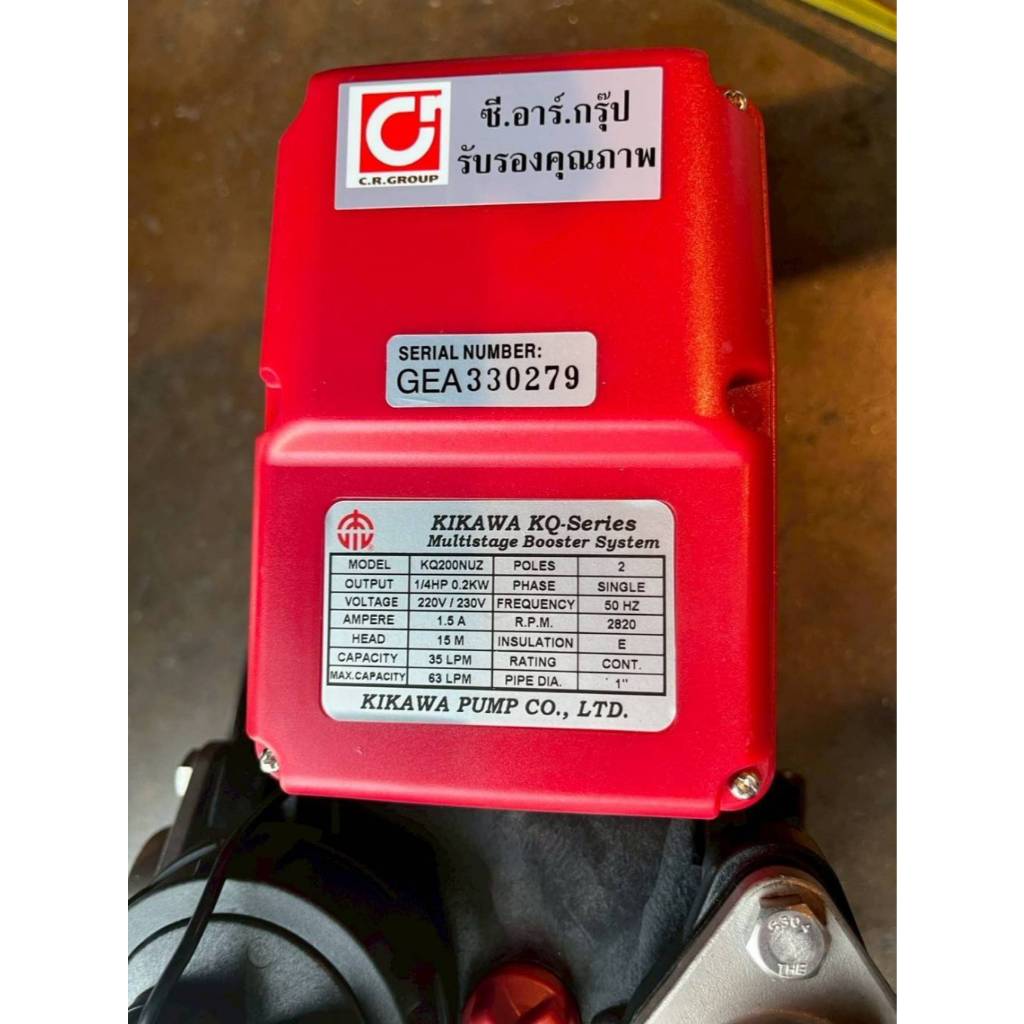 ซี.อาร์.กรุ๊ป
รับรองคุณภาพ
C.R.GROUP
SERIAL NUMBER:
GEA330279
KIKAWA KQ-Series
Multistage Booster System
MODEL KQ200NUZ POLES 2
OUTPUT 1/4HP 0.2KW PHASE SINGLE
VOLTAGE 220V / 230V FREQUENCY 50 HZ
AMPERE 1.5 A R.P.M. 2820
HEAD 15 M INSULATION E
CAPACITY 35 LPM RATING CONT.
MAX.CAPACITY 63 LPM PIPE DIA. 1"
KIKAWA PUMP CO., LTD.
THE